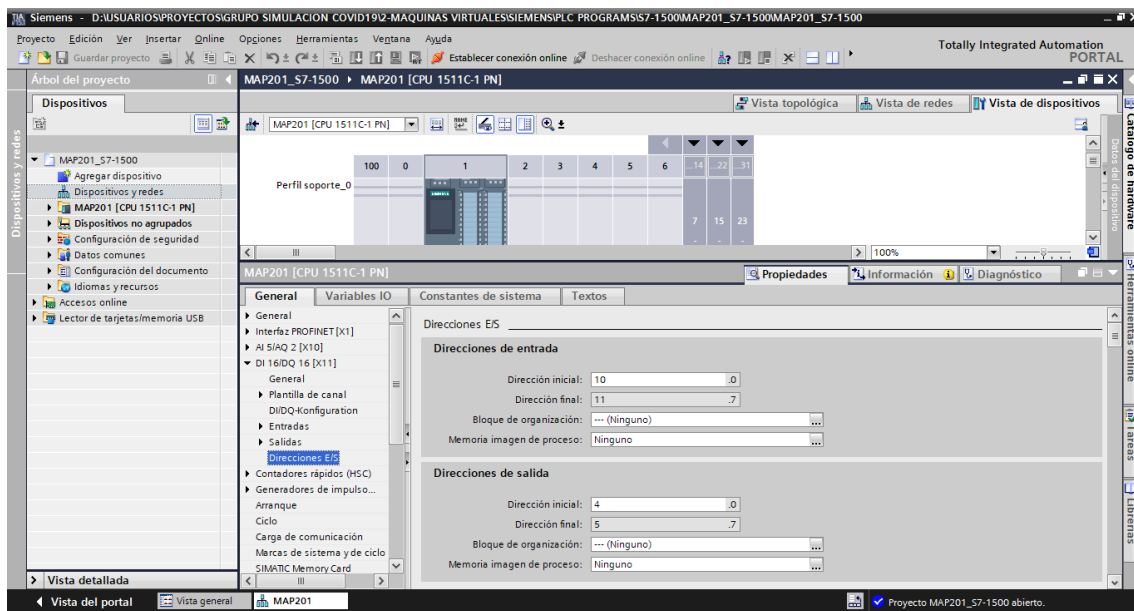 Siemens - D:\USUARIOS\PROYECTOS\GRUPO SIMULACION COVID19\2-MAQUINAS VIRTUALES\SIEMENS\PLC PROGRAMS\S7-1500\MAP201_S7-1500\MAP201_S7-1500
Proyecto Edición Ver Insertar Online Opciones Herramientas Ventana Ayuda
Totally Integrated Automation
PORTAL
Guardar proyecto
Establecer conexión online
Deshacer conexión online
Árbol del proyecto
MAP201_S7-1500 MAP201 [CPU 1511C-1 PN]
Dispositivos
Vista topológica Vista de redes Vista de dispositivos
MAP201 [CPU 1511C-1 PN]
Dispositivos y redes
MAP201_S7-1500
Agregar dispositivo
Dispositivos y redes
MAP201 [CPU 1511C-1 PN]
Dispositivos no agrupados
Configuración de seguridad
Datos comunes
Configuración del documento
Idiomas y recursos
Accesos online
Lector de tarjetas/memoria USB
100 0 1 2 3 4 5 6 ...14 ...22 ...31
Perfil soporte_0
7 15 23
SIEMENS
100%
Datos del dispositivo
MAP201 [CPU 1511C-1 PN]
Propiedades Información Diagnóstico
General Variables IO Constantes de sistema Textos
General
Interfaz PROFINET [X1]
AI 5/AQ 2 [X10]
DI 16/DQ 16 [X11]
General
Plantilla de canal
DI/DQ-Konfiguration
Entradas
Salidas
Direcciones E/S
Contadores rápidos (HSC)
Generadores de impulso...
Arranque
Ciclo
Carga de comunicación
Marcas de sistema y de ciclo
SIMATIC Memory Card
Direcciones E/S
Direcciones de entrada
Dirección inicial: 10 .0
Dirección final: 11 .7
Bloque de organización: --- (Ninguno) ...
Memoria imagen de proceso: Ninguno ...
Direcciones de salida
Dirección inicial: 4 .0
Dirección final: 5 .7
Bloque de organización: --- (Ninguno) ...
Memoria imagen de proceso: Ninguno ...
Catálogo de hardware
Herramientas online
Tareas
Librerías
Vista detallada
Vista del portal Vista general MAP201
Proyecto MAP201_S7-1500 abierto.